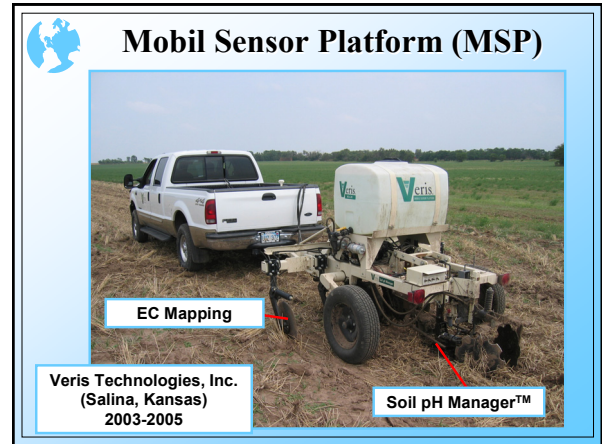 Mobil Sensor Platform (MSP)
Veris
Veris
EC Mapping
Veris Technologies, Inc.
(Salina, Kansas)
2003-2005
Soil pH Manager™